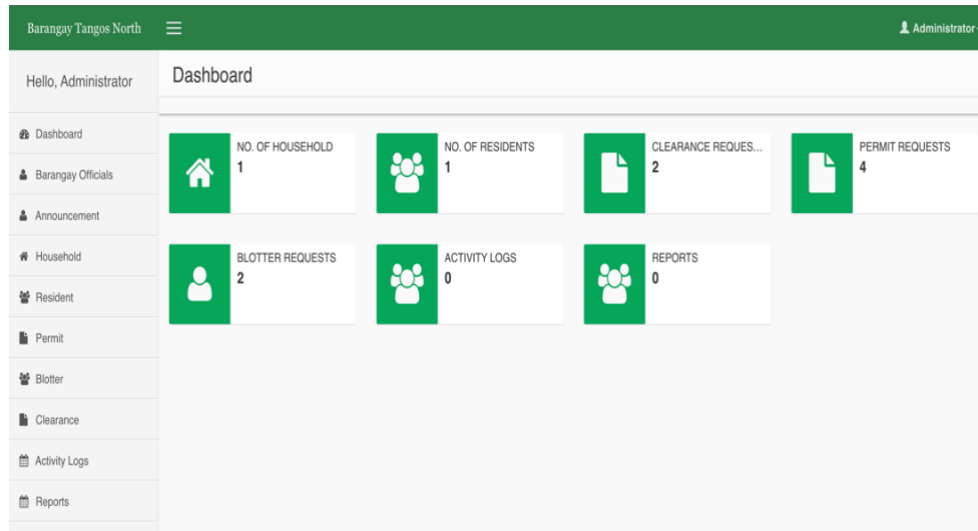 Barangay Tangos North
Administrator
Hello, Administrator
Dashboard
Dashboard
Barangay Officials
Announcement
Household
Resident
Permit
Blotter
Clearance
Activity Logs
Reports
NO. OF HOUSEHOLD
1
NO. OF RESIDENTS
1
CLEARANCE REQUES...
2
PERMIT REQUESTS
4
BLOTTER REQUESTS
2
ACTIVITY LOGS
0
REPORTS
0